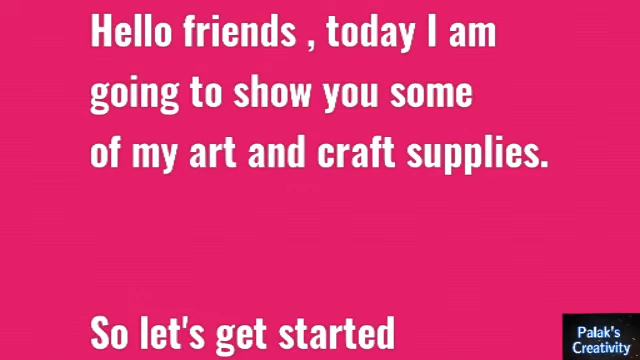 Hello friends , today I am
going to show you some
of my art and craft supplies.
So let's get started
Palak's
Creativity